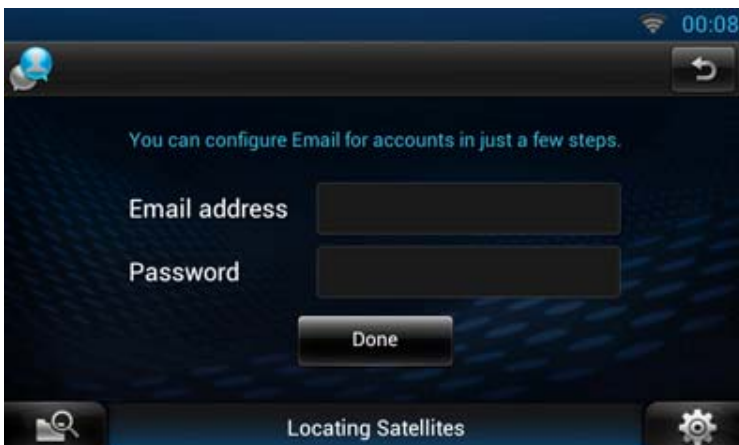 00:08
You can configure Email for accounts in just a few steps.
Email address
Password
Done
Locating Satellites